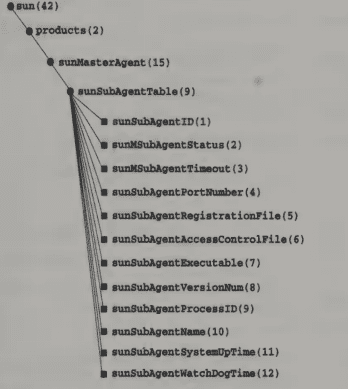 sun(42)
products(2)
sunMasterAgent(15)
sunSubAgentTable(9)
sunSubAgentID(1)
sunMSubAgentStatus(2)
sunMSubAgentTimeout(3)
sunSubAgentPortNumber(4)
sunSubAgentRegistrationFile(5)
sunSubAgentAccessControlFile(6)
sunSubAgentExecutable(7)
sunSubAgentVersionNum(8)
sunSubAgentProcessID(9)
sunSubAgentName(10)
sunSubAgentSystemUpTime(11)
sunSubAgentWatchDogTime(12)